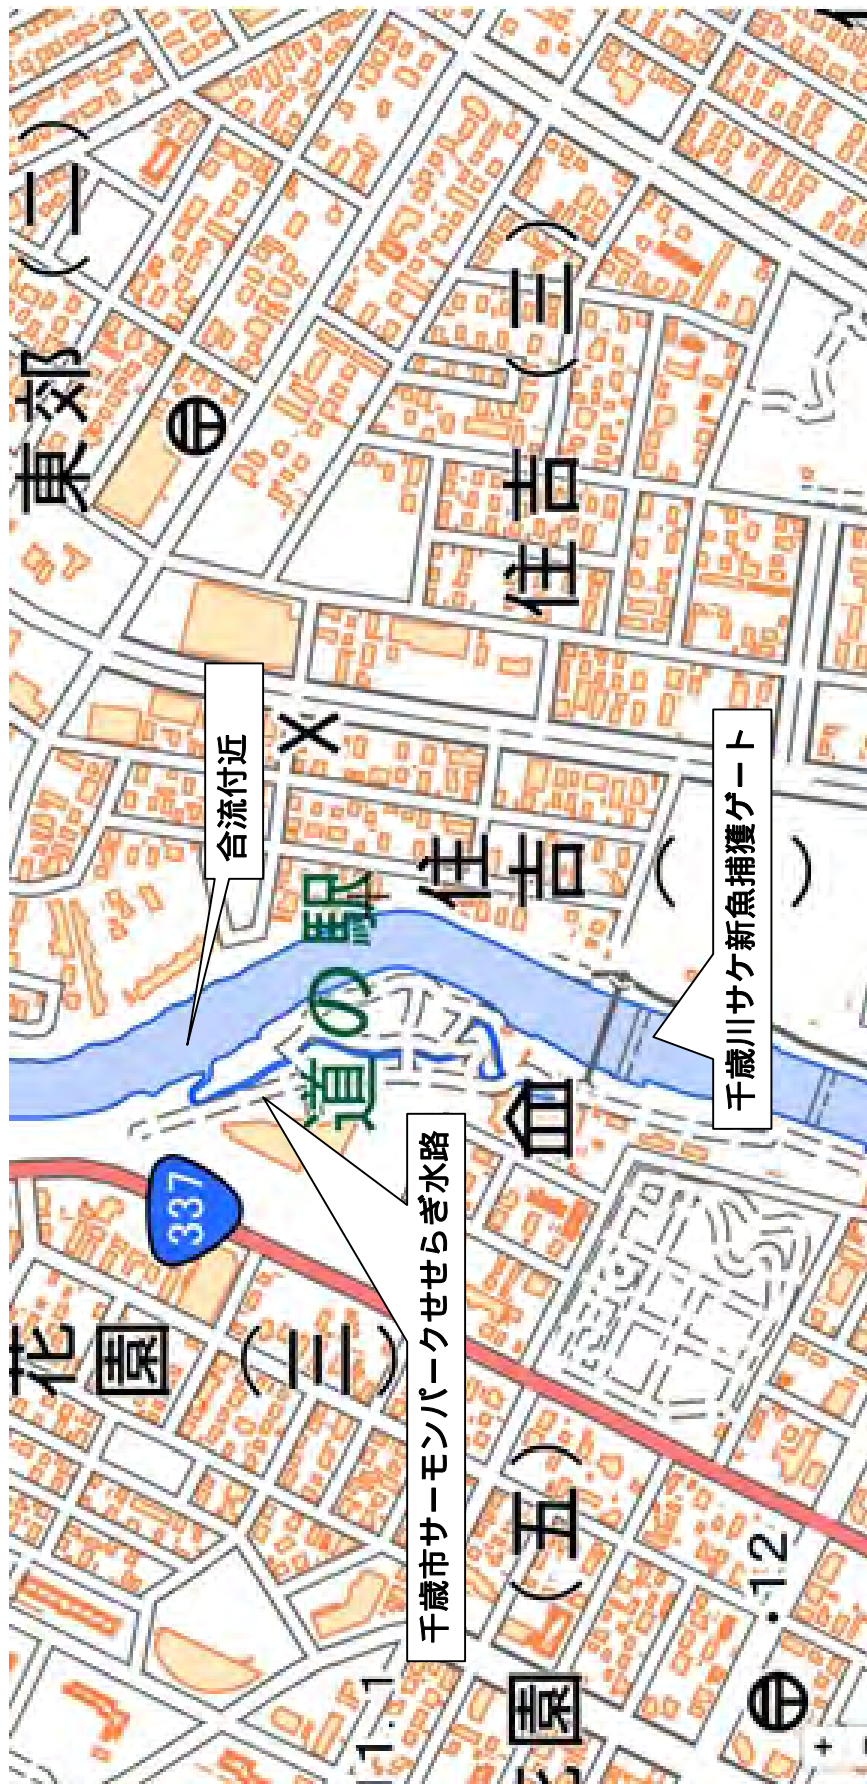 東郊(二)
花園(三)
337
合流付近
道の駅
1.1
千歳市サーモンパークせせらぎ水路
住吉
園(五)
住吉(三)
千歳川サケ新魚捕獲ゲート
・12
+